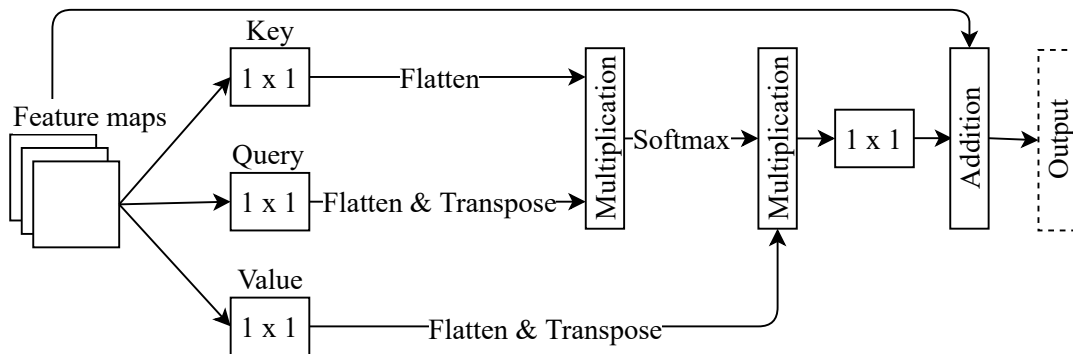 Key
1 x 1
Flatten
Feature maps
Query
1 x 1
Flatten & Transpose
Value
1 x 1
Flatten & Transpose
Multiplication
Softmax
Multiplication
1 x 1
Addition
Output